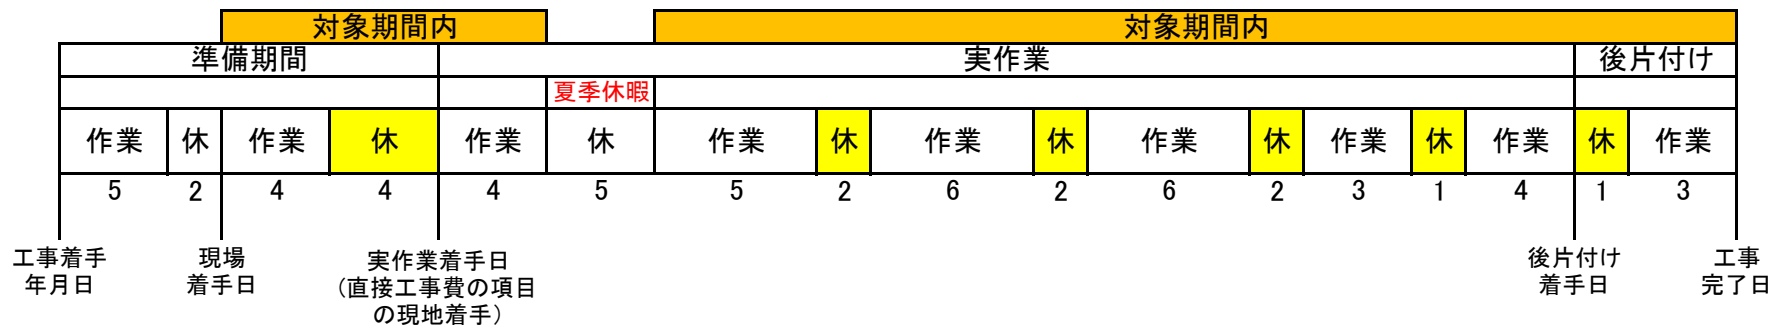 対象期間内 対象期間内
準備期間 実作業 後片付け
夏季休暇
作業 休 作業 休 作業 休 作業 休 作業 休 作業 休 作業 休 作業 休 作業
5 2 4 4 4 5 5 2 6 2 6 2 3 1 4 1 3
工事着手
年月日
現場
着手日
実作業着手日
(直接工事費の項目
の現地着手)
後片付け
着手日
工事
完了日